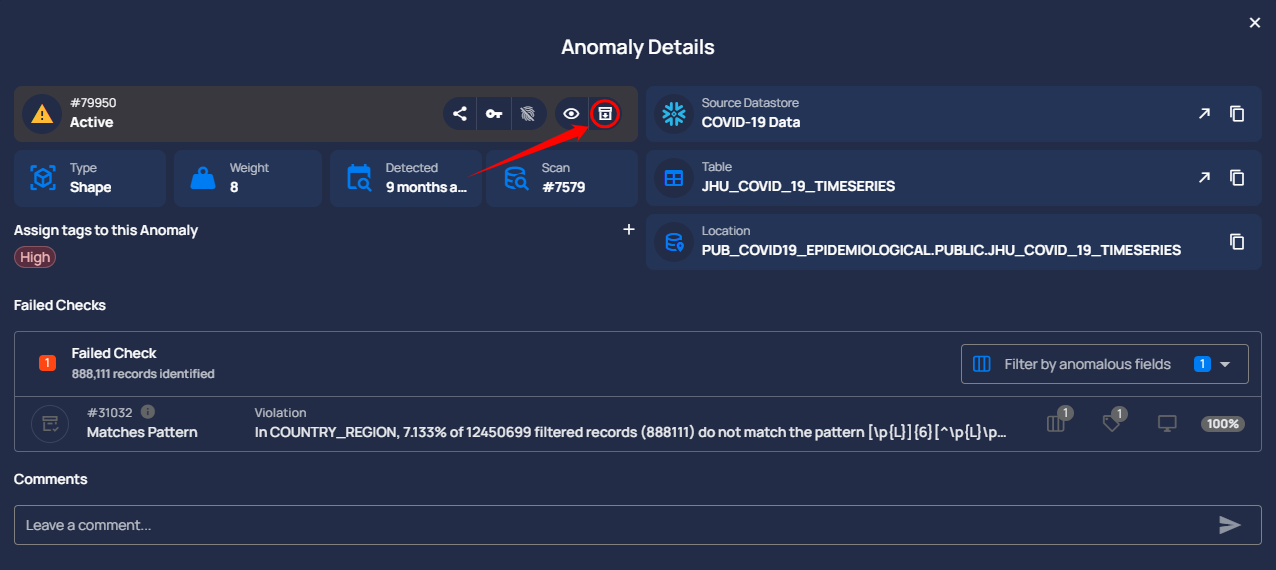 Anomaly Details
#79950
Active
Source Datastore
COVID-19 Data
Type
Shape
Weight
8
Detected
9 months a...
Scan
#7579
Table
JHU_COVID_19_TIMESERIES
Assign tags to this Anomaly
High
Location
PUB_COVID19_EPIDEMIOLOGICAL.PUBLIC.JHU_COVID_19_TIMESERIES
Failed Checks
1
Failed Check
888,111 records identified
Filter by anomalous fields
1
#31032
Matches Pattern
Violation
In COUNTRY_REGION, 7.133% of 12450699 filtered records (888111) do not match the pattern [\p{L}]{6}[^\p{L}\p...
1
1
100%
Comments
Leave a comment...